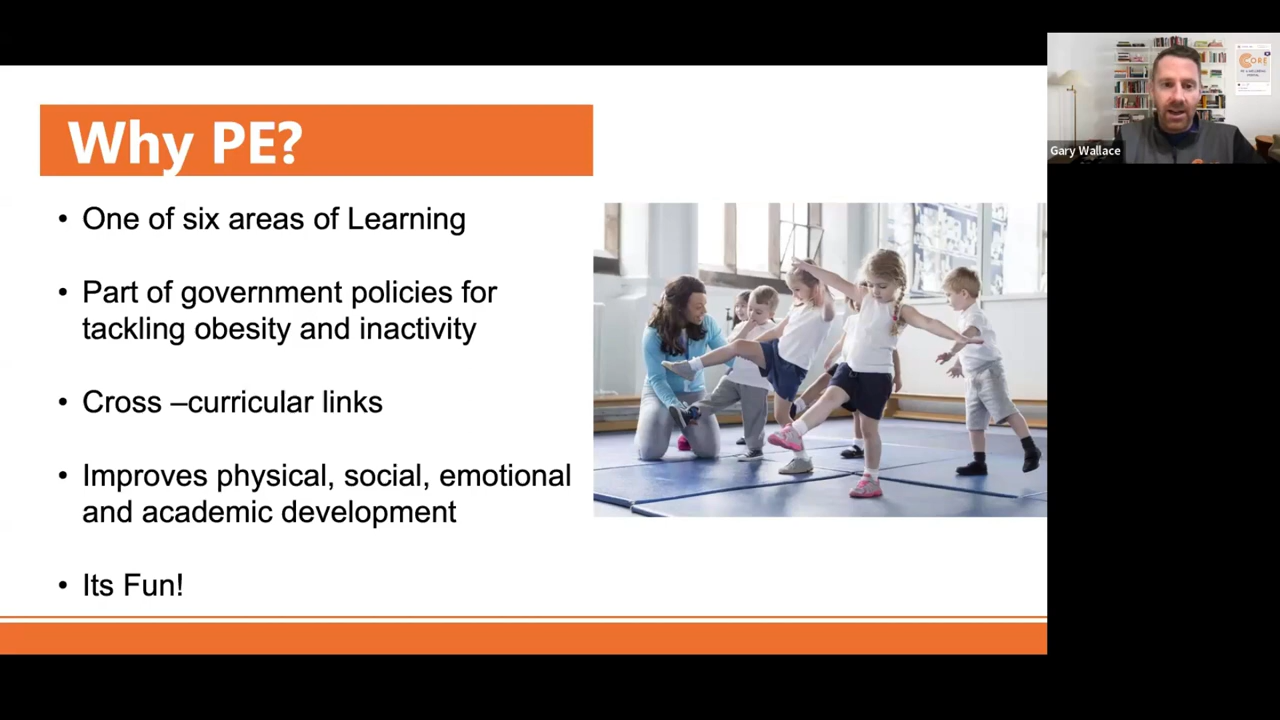 Why PE?
• One of six areas of Learning
• Part of government policies for
tackling obesity and inactivity
• Cross –curricular links
• Improves physical, social, emotional
and academic development
• Its Fun!
CORE
Gary Wallace